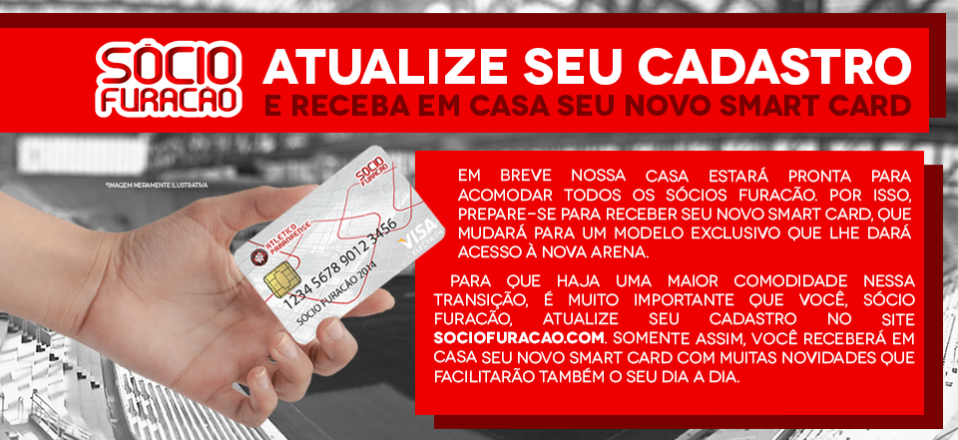 SÓCIO
FURACÃO
ATUALIZE SEU CADASTRO
E RECEBA EM CASA SEU NOVO SMART CARD
*IMAGEM MERAMENTE ILUSTRATIVA
SÓCIO
FURACÃO
ATLETICO
PARANAENSE
VISA
ELECTRON
1234 5678 9012 3456
SÓCIO FURACÃO 2014
EM BREVE NOSSA CASA ESTARÁ PRONTA PARA
ACOMODAR TODOS OS SÓCIOS FURACÃO. POR ISSO,
PREPARE-SE PARA RECEBER SEU NOVO SMART CARD, QUE
MUDARÁ PARA UM MODELO EXCLUSIVO QUE LHE DARÁ
ACESSO À NOVA ARENA.
PARA QUE HAJA UMA MAIOR COMODIDADE NESSA
TRANSIÇÃO, É MUITO IMPORTANTE QUE VOCÊ, SÓCIO
FURACÃO, ATUALIZE SEU CADASTRO NO SITE
SOCIOFURACAO.COM. SOMENTE ASSIM, VOCÊ RECEBERÁ EM
CASA SEU NOVO SMART CARD COM MUITAS NOVIDADES QUE
FACILITARÃO TAMBÉM O SEU DIA A DIA.